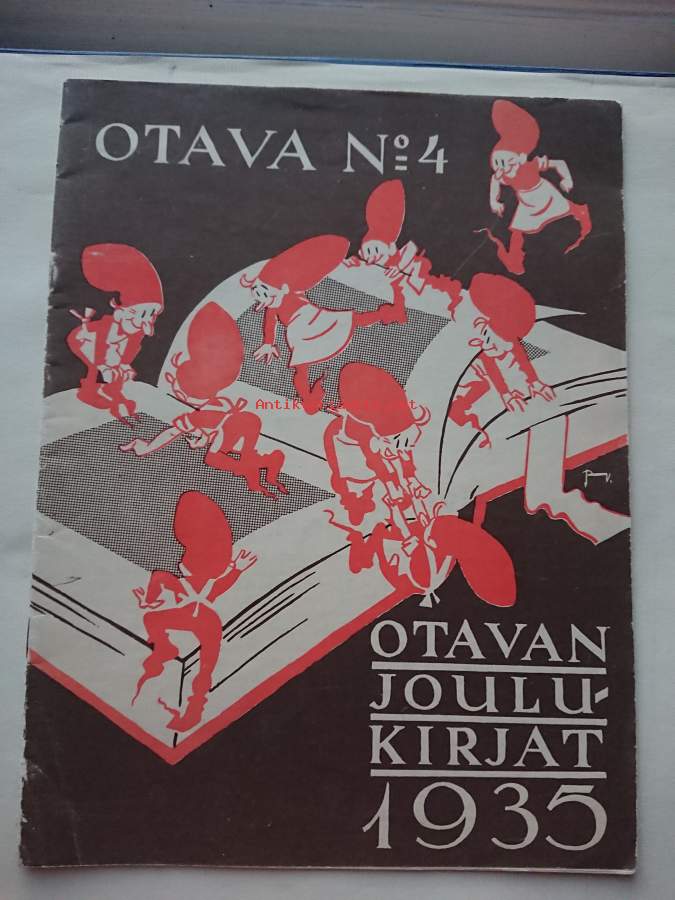 OTAVA Nº 4
OTAVAN
JOULU-
KIRJAT
1935